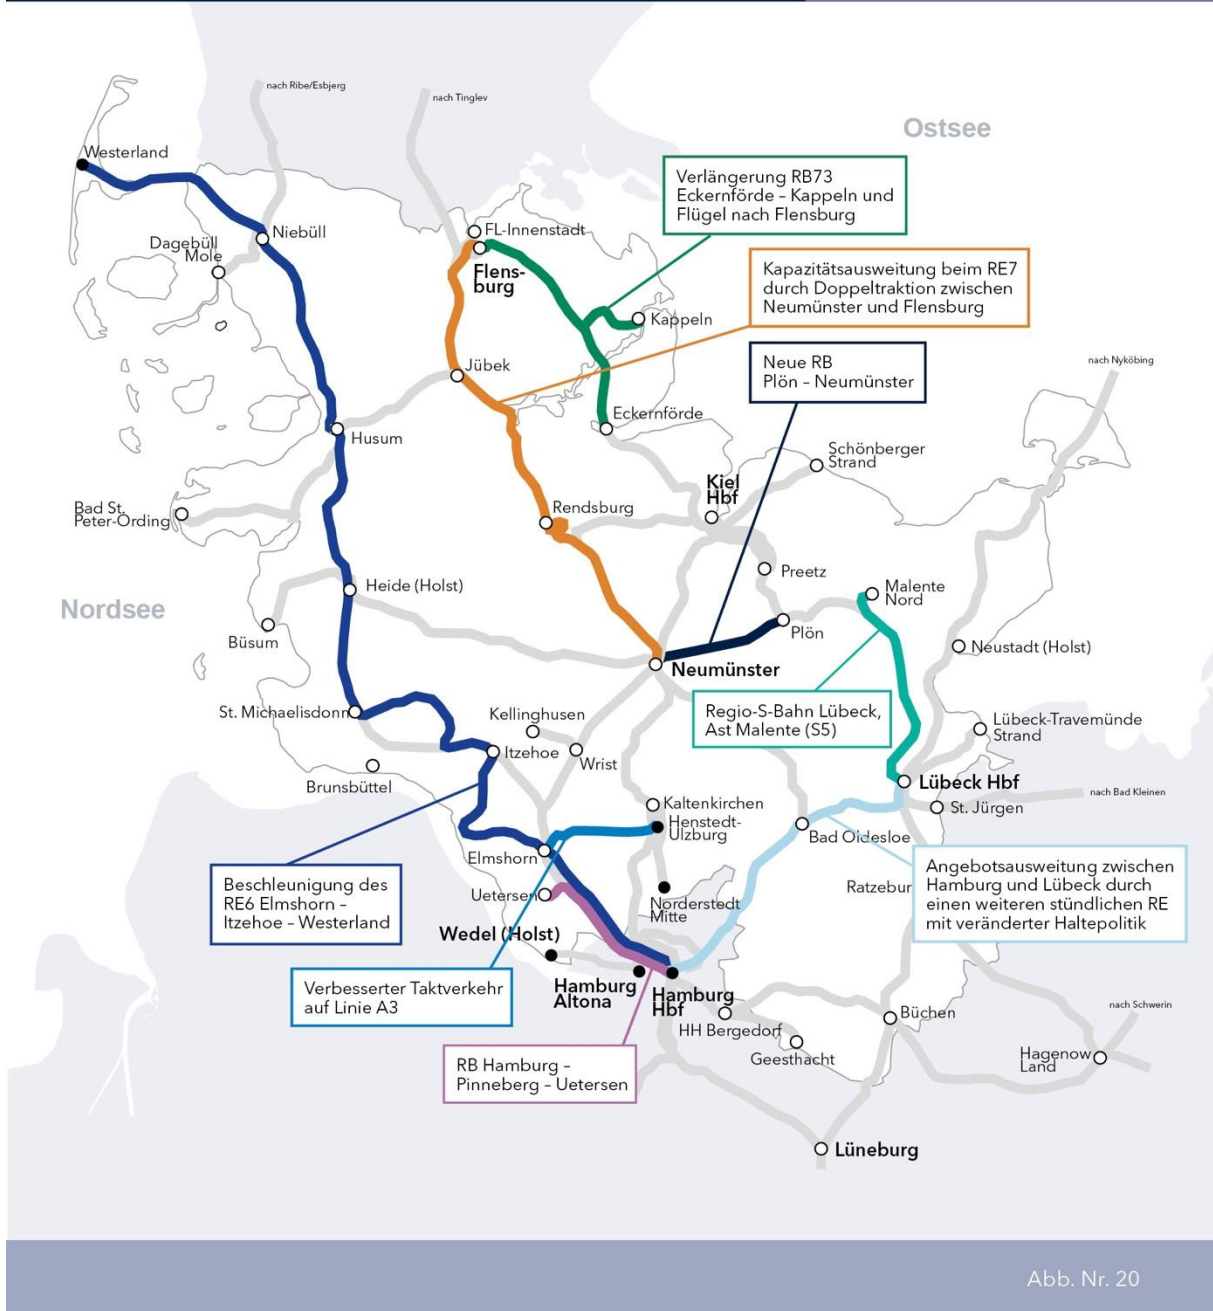 nach Ribe/Esbjerg
nach Tinglev
Ostsee
Westerland
Verlängerung RB73
Eckernförde – Kappeln und
Flügel nach Flensburg
FL-Innenstadt
Niebüll
Dagebüll
Mole
Flens-
burg
Kapazitätsausweitung beim RE7
durch Doppeltraktion zwischen
Neumünster und Flensburg
Kappeln
Jübek
Neue RB
Plön – Neumünster
nach Nyköbing
Eckernförde
Husum
Schönberger
Strand
Kiel
Hbf
Bad St.
Peter-Ording
Rendsburg
Preetz
Heide (Holst)
Malente
Nord
Nordsee
Büsum
Plön
Neustadt (Holst)
Neumünster
St. Michaelisdonn
Kellinghusen
Regio-S-Bahn Lübeck,
Ast Malente (S5)
Lübeck-Travemünde
Strand
Itzehoe
Wrist
Brunsbüttel
Lübeck Hbf
nach Bad Kleinen
Kaltenkirchen
St. Jürgen
Henstedt-
Ulzburg
Bad Oldesloe
Elmshorn
Beschleunigung des
RE6 Elmshorn –
Itzehoe – Westerland
Uetersen
Norderstedt
Mitte
Ratzebur
Angebotsausweitung zwischen
Hamburg und Lübeck durch
einen weiteren stündlichen RE
mit veränderter Haltepolitik
Wedel (Holst)
Verbesserter Taktverkehr
auf Linie A3
Hamburg
Altona
Hamburg
Hbf
HH Bergedorf
Büchen
nach Schwerin
Geesthacht
Hagenow
Land
RB Hamburg –
Pinneberg – Uetersen
Lüneburg
Abb. Nr. 20